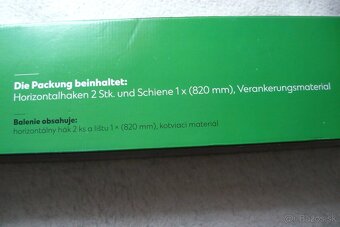 Die Packung beinhaltet:
Horizontalhaken 2 Stk. und Schiene 1 x (820 mm), Verankerungsmaterial
Balenie obsahuje:
horizontálny hák 2 ks a lištu 1 × (820 mm), kotviaci materiál.